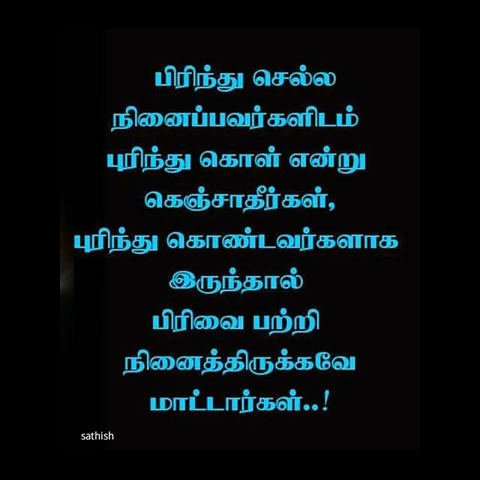 பிரிந்து செல்ல
நினைப்பவர்களிடம்
புரிந்து கொள் என்று
கெஞ்சாதீர்கள்,
புரிந்து கொண்டவர்களாக
இருந்தால்
பிரிவை பற்றி
நினைத்திருக்கவே
மாட்டார்கள்..!
sathish